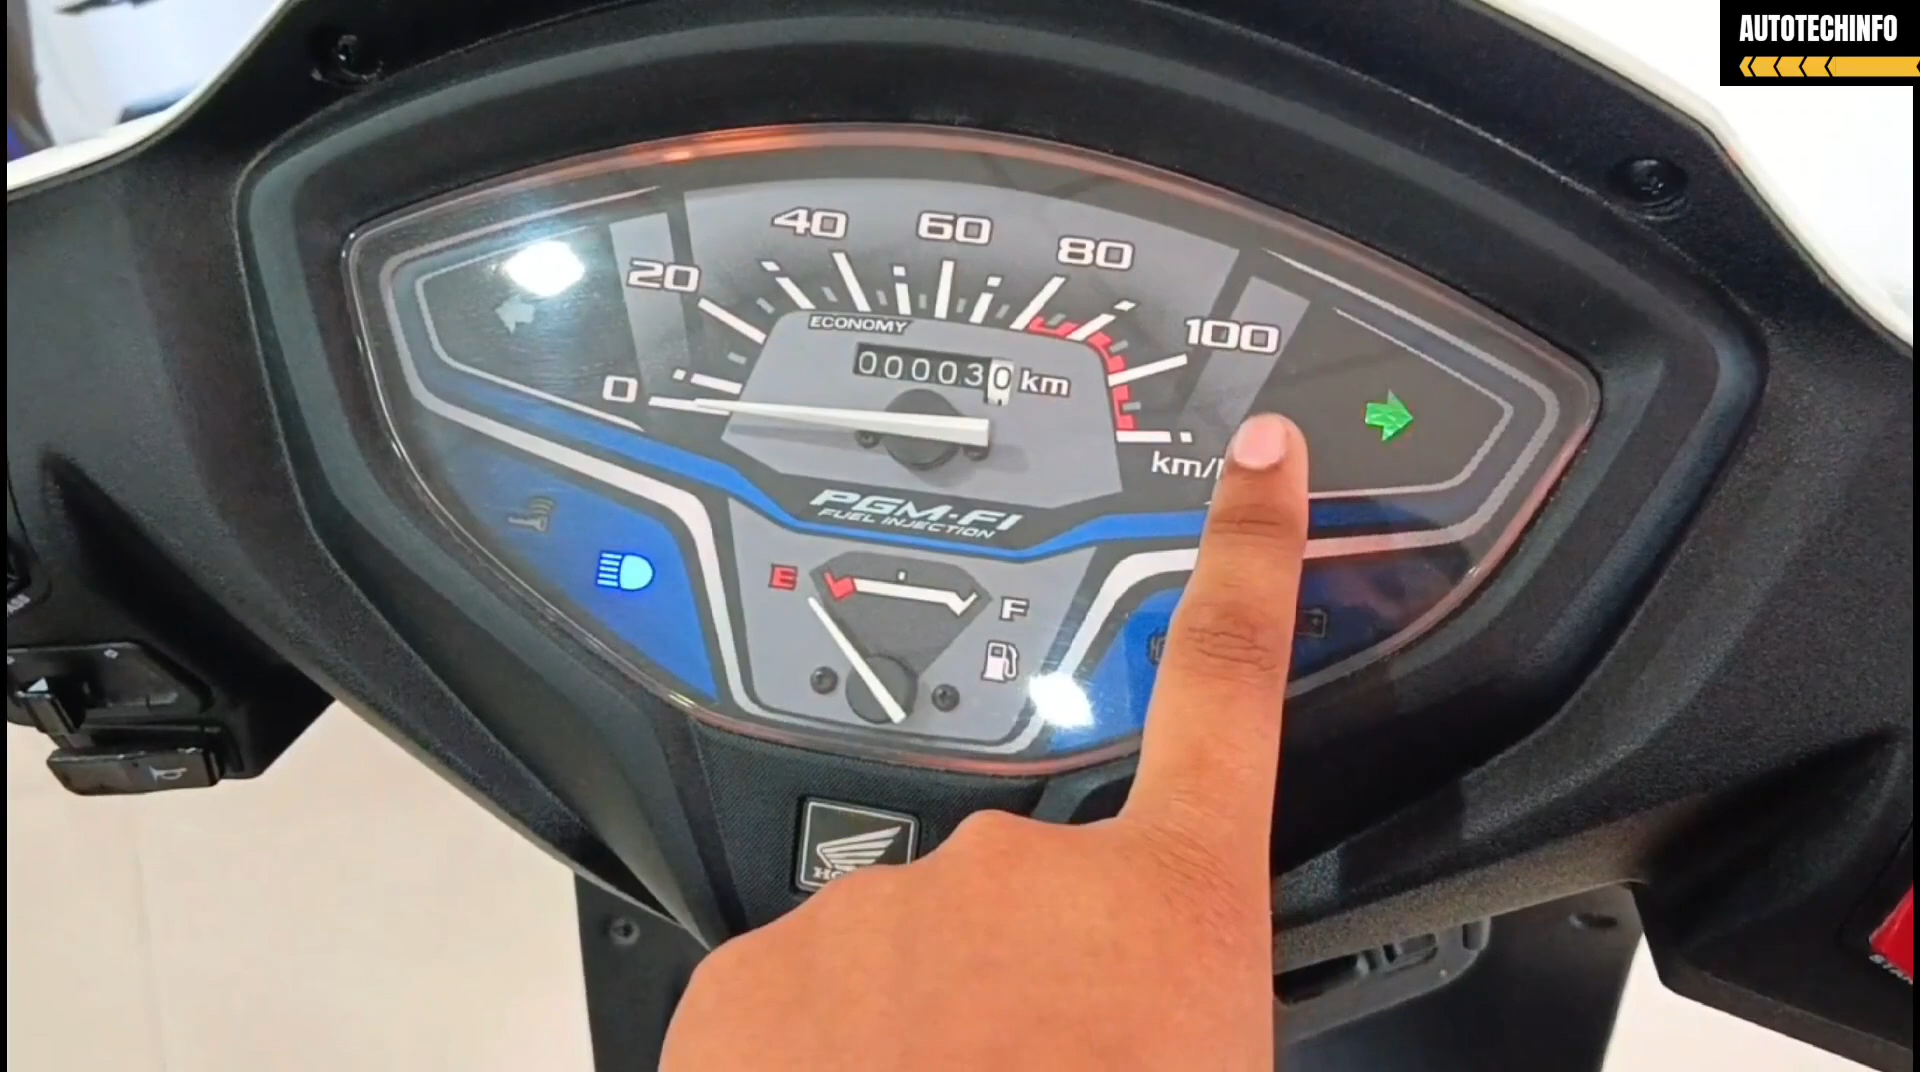 AUTOTECHINFO
40 60 80
20 100
0
ECONOMY
000030 km
km/
PGM-FI
FUEL INJECTION
E F